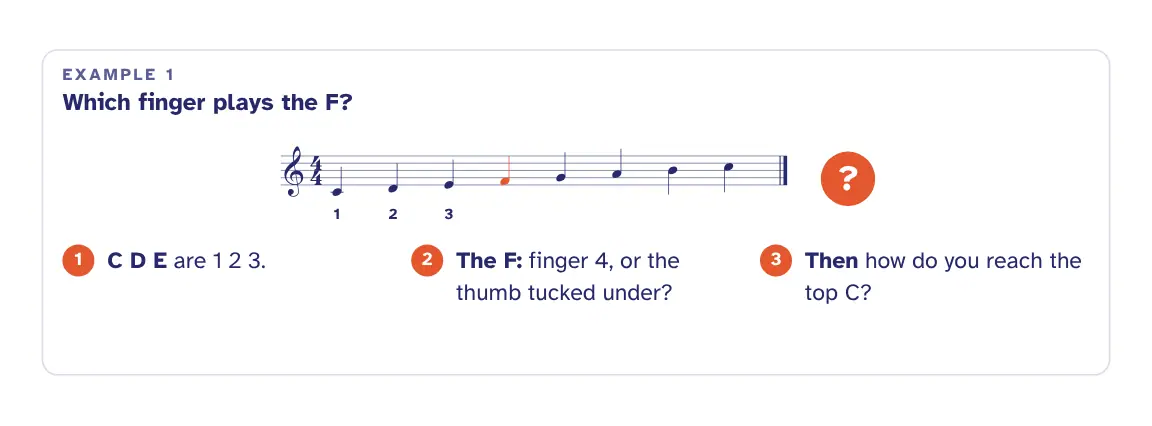 EXAMPLE 1
Which finger plays the F?
4
4
1 2 3
?
1 C D E are 1 2 3.
2 The F: finger 4, or the
thumb tucked under?
3 Then how do you reach the
top C?